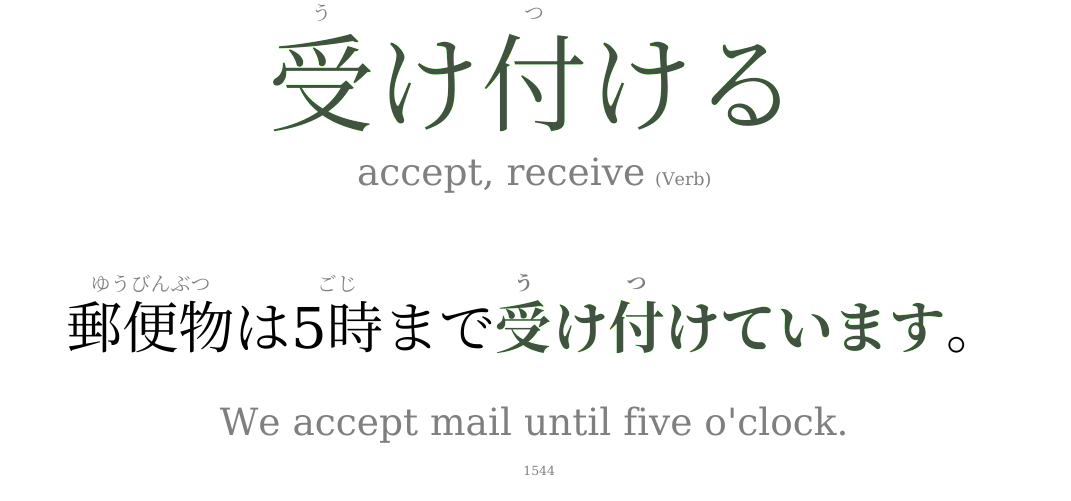 う つ
受け付ける
accept, receive (Verb)
ゆうびんぶつ ごじ う つ
郵便物は5時まで受け付けています。
We accept mail until five o'clock.
1544